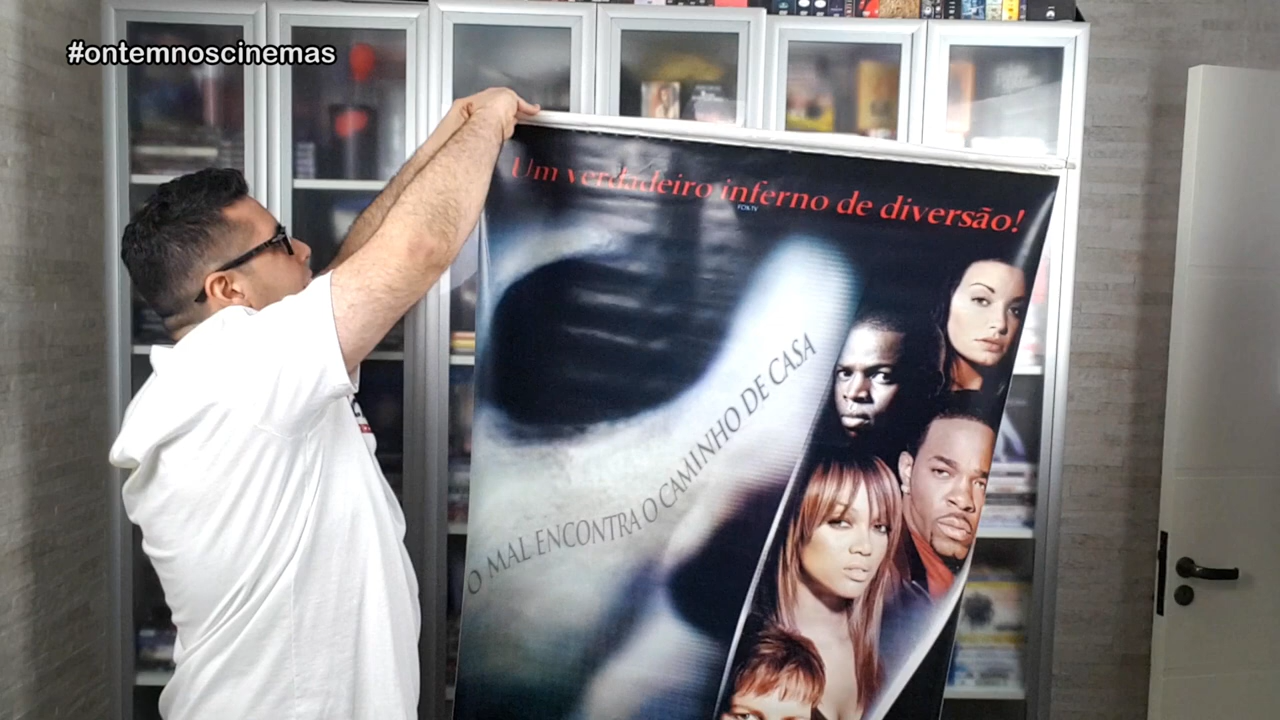 #ontemnoscinemas
Um verdadeiro inferno de diversão!
FOX-TV
O MAL ENCONTRA O CAMINHO DE CASA